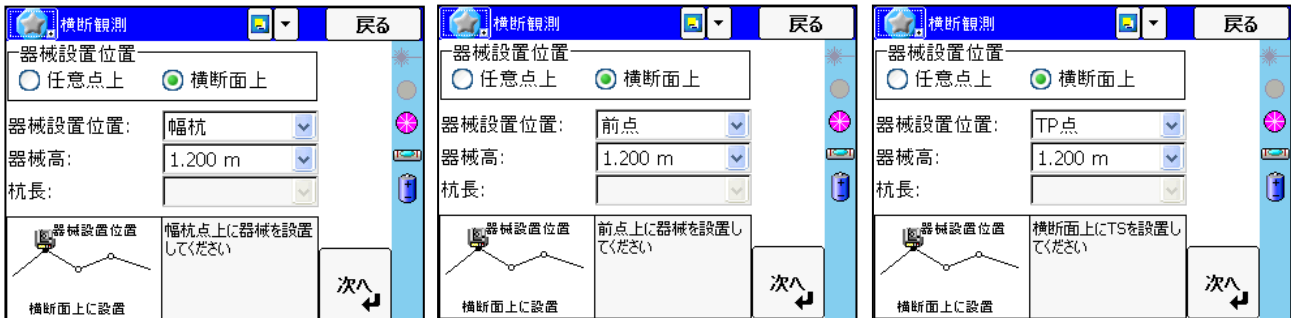 横断観測
戻る
器械設置位置
任意点上 横断面上
器械設置位置: 幅杭
器械高: 1.200 m
杭長:
器械設置位置
横断面上に設置
幅杭点上に器械を設置
してください
次へ
横断観測
戻る
器械設置位置
任意点上 横断面上
器械設置位置: 前点
器械高: 1.200 m
杭長:
器械設置位置
横断面上に設置
前点上に器械を設置し
てください
次へ
横断観測
戻る
器械設置位置
任意点上 横断面上
器械設置位置: TP点
器械高: 1.200 m
杭長:
器械設置位置
横断面上に設置
横断面上にTSを設置し
てください
次へ